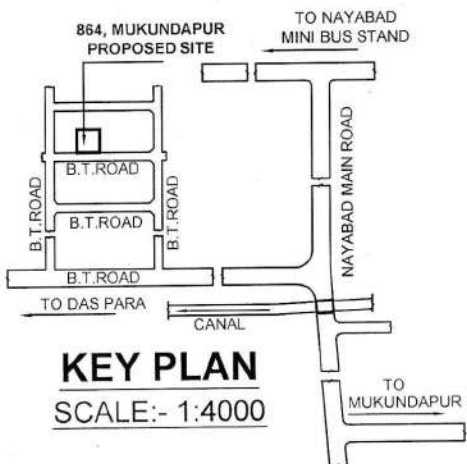 864, MUKUNDAPUR
PROPOSED SITE
TO NAYABAD
MINI BUS STAND
B.T.ROAD
B.T.ROAD
B.T.ROAD
B.T.ROAD
B.T.ROAD
NAYABAD MAIN ROAD
TO DAS PARA
CANAL
KEY PLAN
SCALE:- 1:4000
TO
MUKUNDAPUR